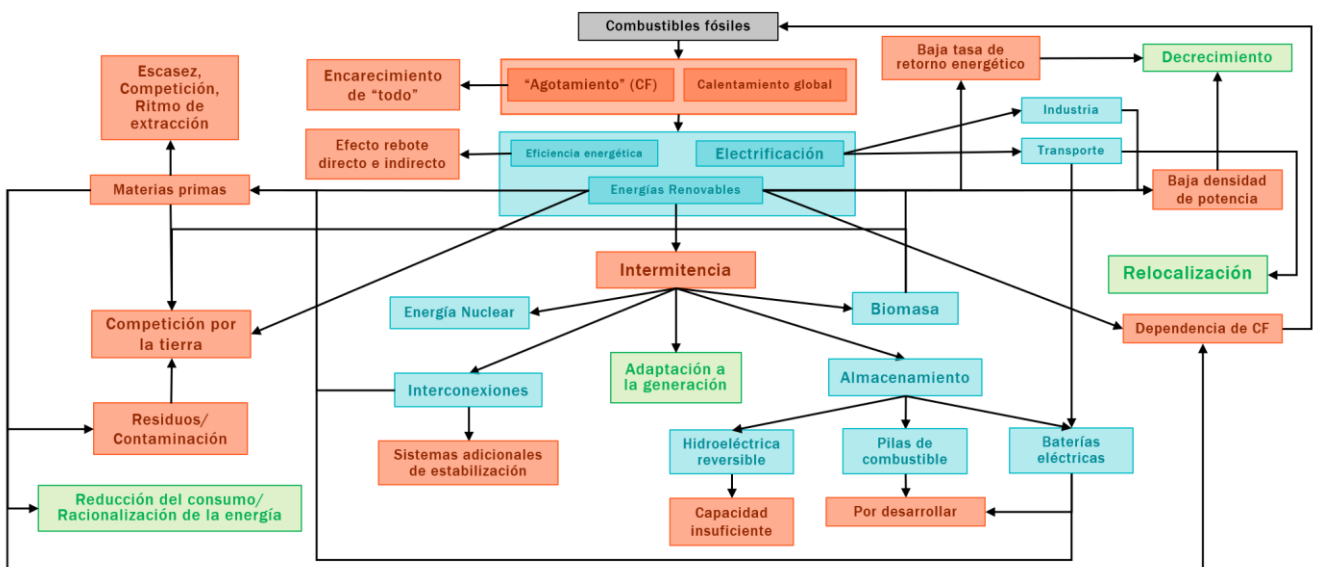 Combustibles fósiles
Escasez,
Competición,
Ritmo de
extracción
Encarecimiento
de “todo”
“Agotamiento” (CF)
Calentamiento global
Baja tasa de
retorno energético
Decrecimiento
Industria
Efecto rebote
directo e indirecto
Eficiencia energética
Electrificación
Transporte
Materias primas
Energías Renovables
Baja densidad
de potencia
Intermitencia
Relocalización
Energía Nuclear
Biomasa
Competición por
la tierra
Dependencia de CF
Adaptación a
la generación
Interconexiones
Almacenamiento
Residuos/
Contaminación
Sistemas adicionales
de estabilización
Hidroeléctrica
reversible
Pilas de
combustible
Baterías
eléctricas
Reducción del consumo/
Racionalización de la energía
Capacidad
insuficiente
Por desarrollar